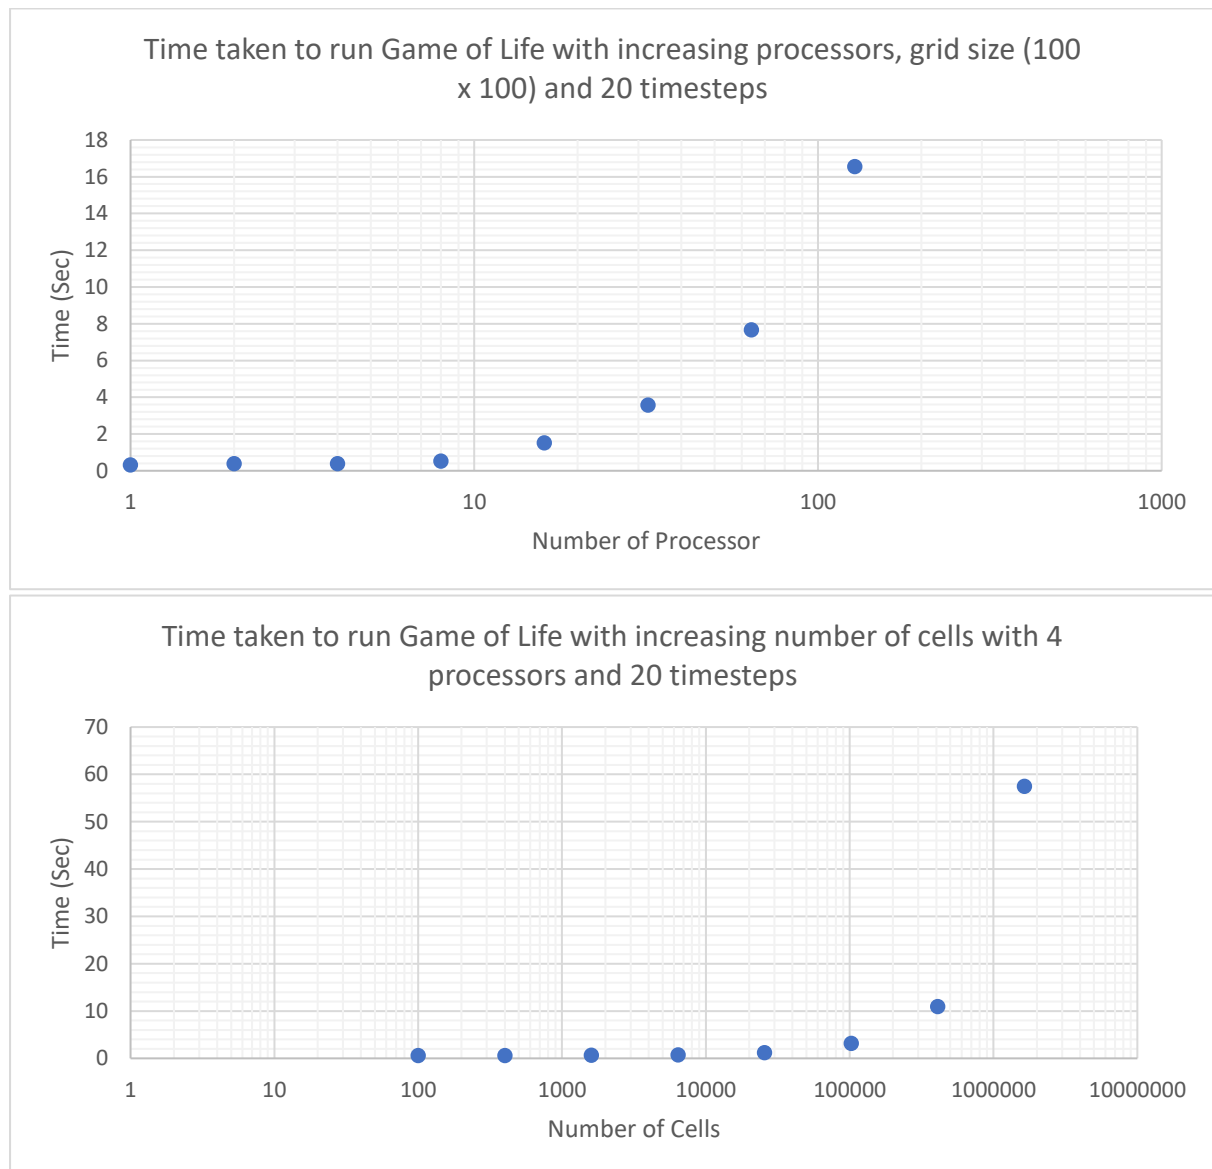 Time taken to run Game of Life with increasing processors, grid size (100
x 100) and 20 timesteps
18
16
14
12
10
8
6
4
2
0
Time (Sec)
1 10 100 1000
Number of Processor
Time taken to run Game of Life with increasing number of cells with 4
processors and 20 timesteps
70
60
50
40
30
20
10
0
Time (Sec)
1 10 100 1000 10000 100000 1000000 10000000
Number of Cells